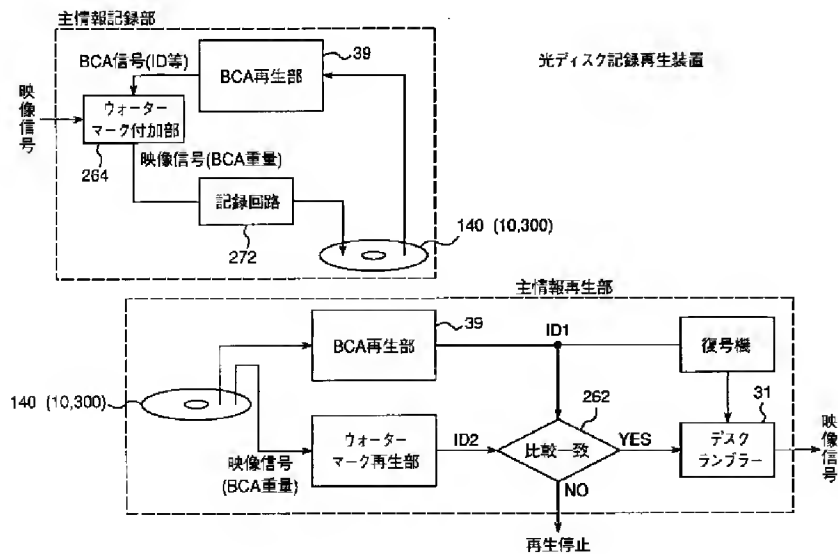 主情報記録部
BCA信号(ID等)
39
BCA再生部
光ディスク記録再生装置
映像信号
ウォーター
マーク付加部
264
映像信号(BCA重量)
記録回路
272
140 (10,300)
主情報再生部
39
BCA再生部
ID1
復号機
140 (10,300)
262
31
映像信号
(BCA重量)
ウォーター
マーク再生部
ID2
比較一致
YES
デスク
ランブラー
映像信号
NO
再生停止